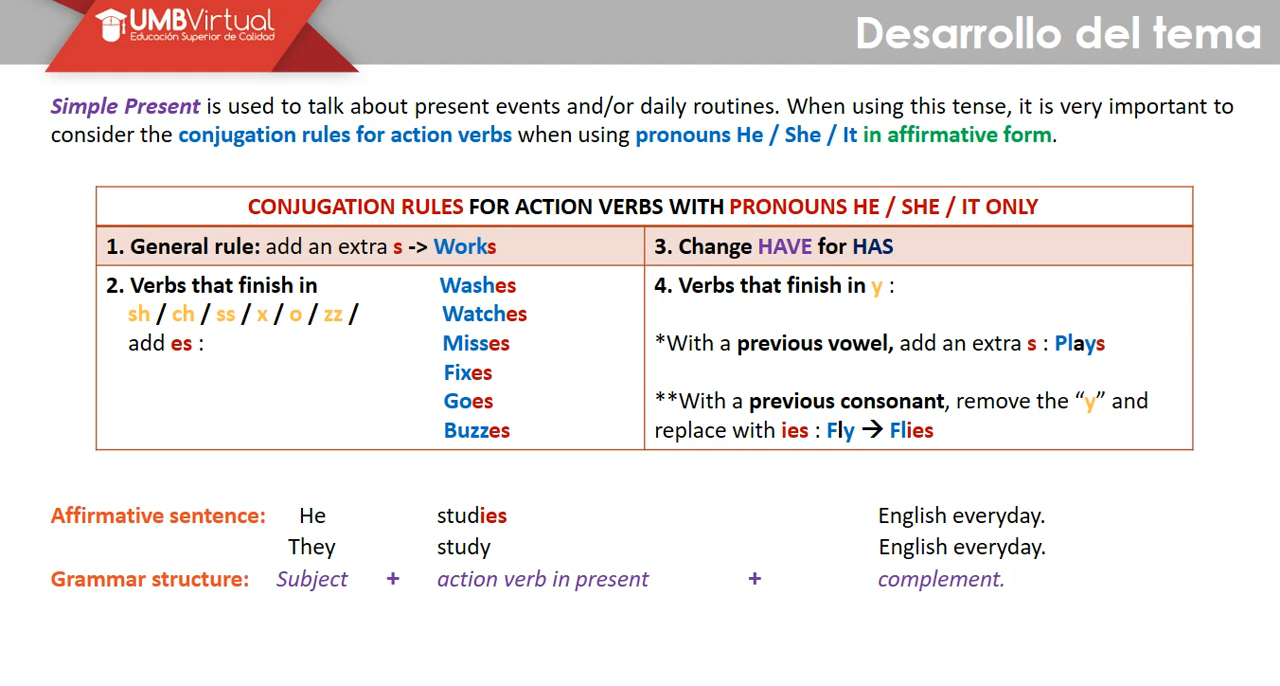 UMBVirtual
Educación Superior de Calidad
Desarrollo del tema
Simple Present is used to talk about present events and/or daily routines. When using this tense, it is very important to
consider the conjugation rules for action verbs when using pronouns He / She / It in affirmative form.
CONJUGATION RULES FOR ACTION VERBS WITH PRONOUNS HE / SHE / IT ONLY
1. General rule: add an extra s -> Works
3. Change HAVE for HAS
2. Verbs that finish in
sh / ch / ss / x / o / zz /
add es :
Washes
Watches
Misses
Fixes
Goes
Buzzes
4. Verbs that finish in y :
*With a previous vowel, add an extra s : Plays
**With a previous consonant, remove the “y” and
replace with ies : Fly → Flies
Affirmative sentence: He studies English everyday.
They study English everyday.
Grammar structure: Subject + action verb in present + complement.